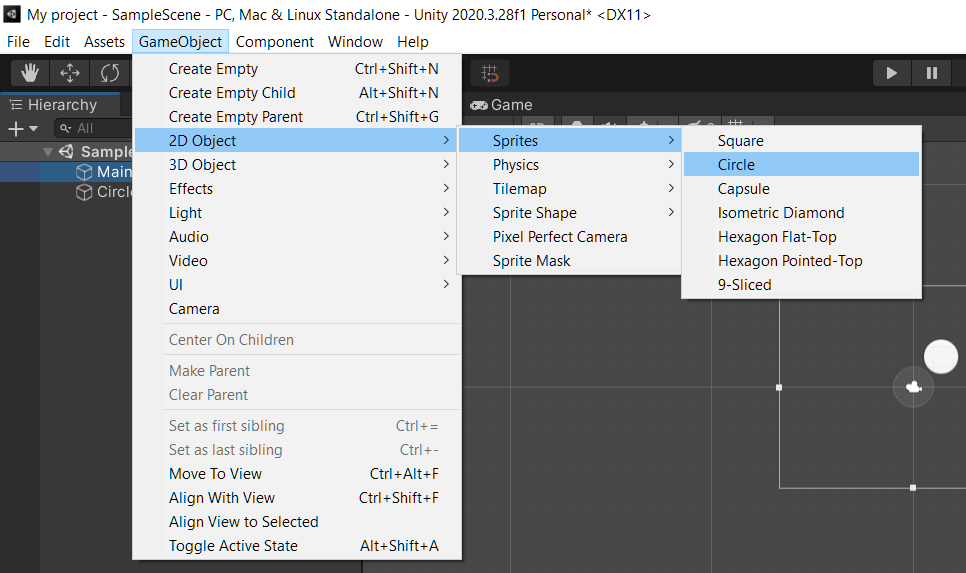 My project - SampleScene - PC, Mac & Linux Standalone - Unity 2020.3.28f1 Personal* <DX11>
File Edit Assets GameObject Component Window Help
Hierarchy
All
Sample
Main
Circle
Create Empty Ctrl+Shift+N
Create Empty Child Alt+Shift+N
Create Empty Parent Ctrl+Shift+G
2D Object
3D Object
Effects
Light
Audio
Video
UI
Camera
Center On Children
Make Parent
Clear Parent
Set as first sibling Ctrl+=
Set as last sibling Ctrl+-
Move To View Ctrl+Alt+F
Align With View Ctrl+Shift+F
Align View to Selected
Toggle Active State Alt+Shift+A
Game
Sprites
Physics
Tilemap
Sprite Shape
Pixel Perfect Camera
Sprite Mask
Square
Circle
Capsule
Isometric Diamond
Hexagon Flat-Top
Hexagon Pointed-Top
9-Sliced